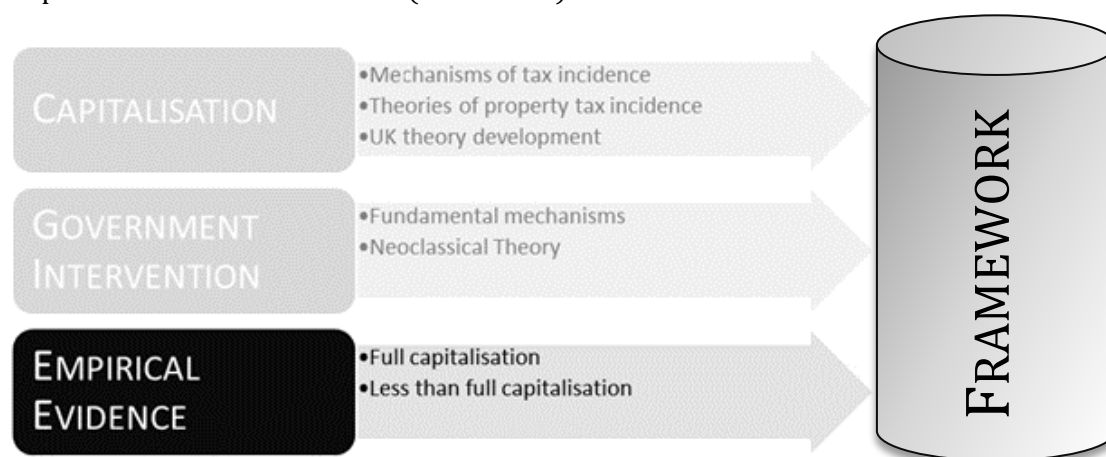 CAPITALISATION
•Mechanisms of tax incidence
•Theories of property tax incidence
•UK theory development
GOVERNMENT
INTERVENTION
•Fundamental mechanisms
•Neoclassical Theory
EMPIRICAL
EVIDENCE
•Full capitalisation
•Less than full capitalisation
FRAMEWORK